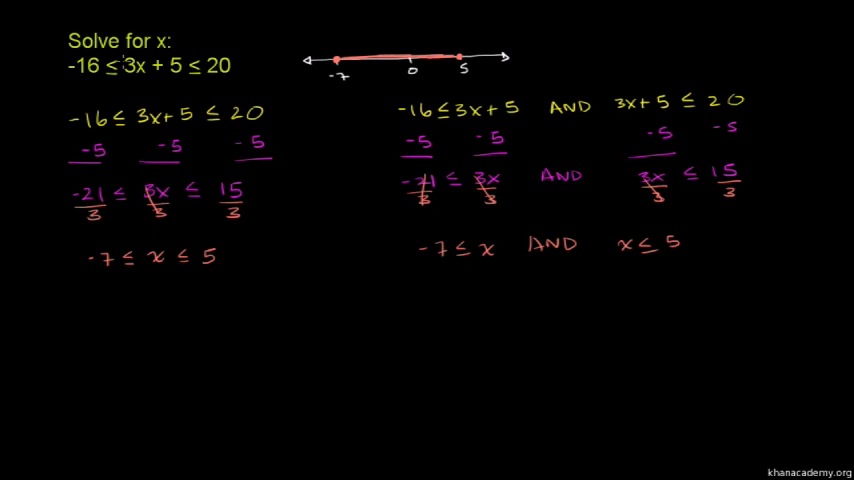 Solve for x:
-16 ≤ 3x + 5 ≤ 20
-7 0 5
-16 ≤ 3x+5 ≤ 20
-5 -5 -5
-21 ≤ 3x ≤ 15
3 3 3
-7 ≤ x ≤ 5
-16 ≤ 3x + 5 AND 3x+5 ≤ 20
-5 -5 -5 -5
-21 ≤ 3x AND 3x ≤ 15
3 3 3 3
-7 ≤ x AND x ≤ 5
khanacademy.org